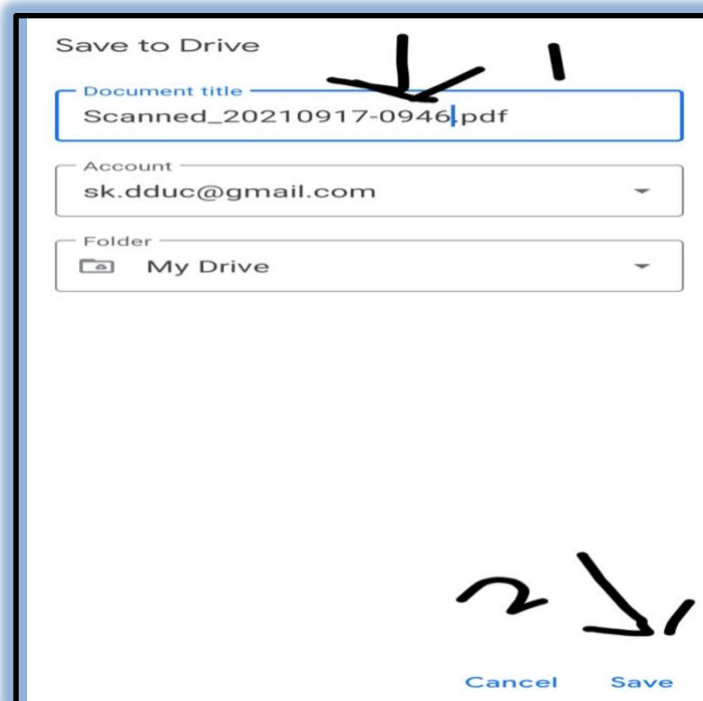 Save to Drive
1
Document title
Scanned_20210917-0946.pdf
Account
sk.dduc@gmail.com
Folder
My Drive
2
Cancel Save